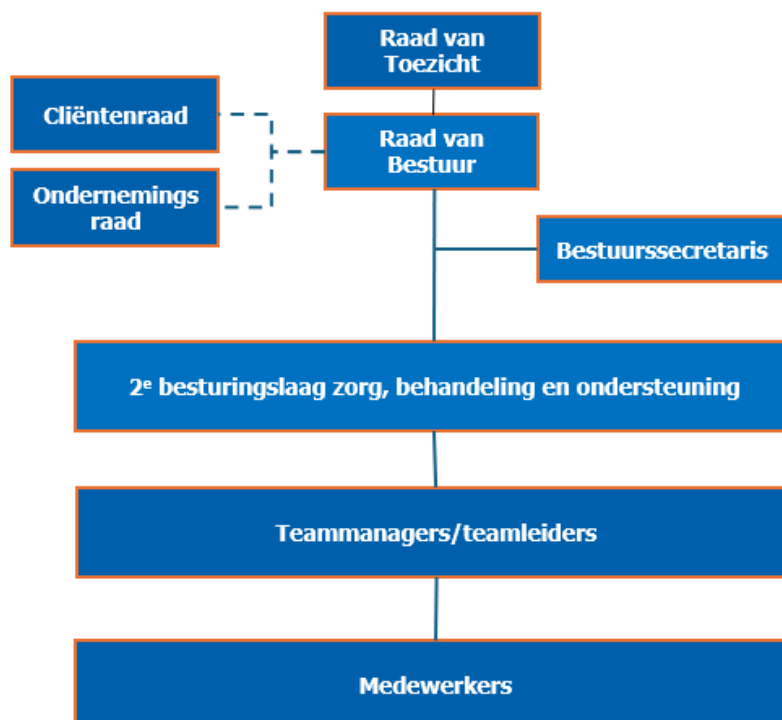 Raad van
Toezicht
Cliëntenraad
Raad van
Bestuur
Ondernemings
raad
Bestuurssecretaris
2e besturingslaag zorg, behandeling en ondersteuning
Teammanagers/teamleiders
Medewerkers